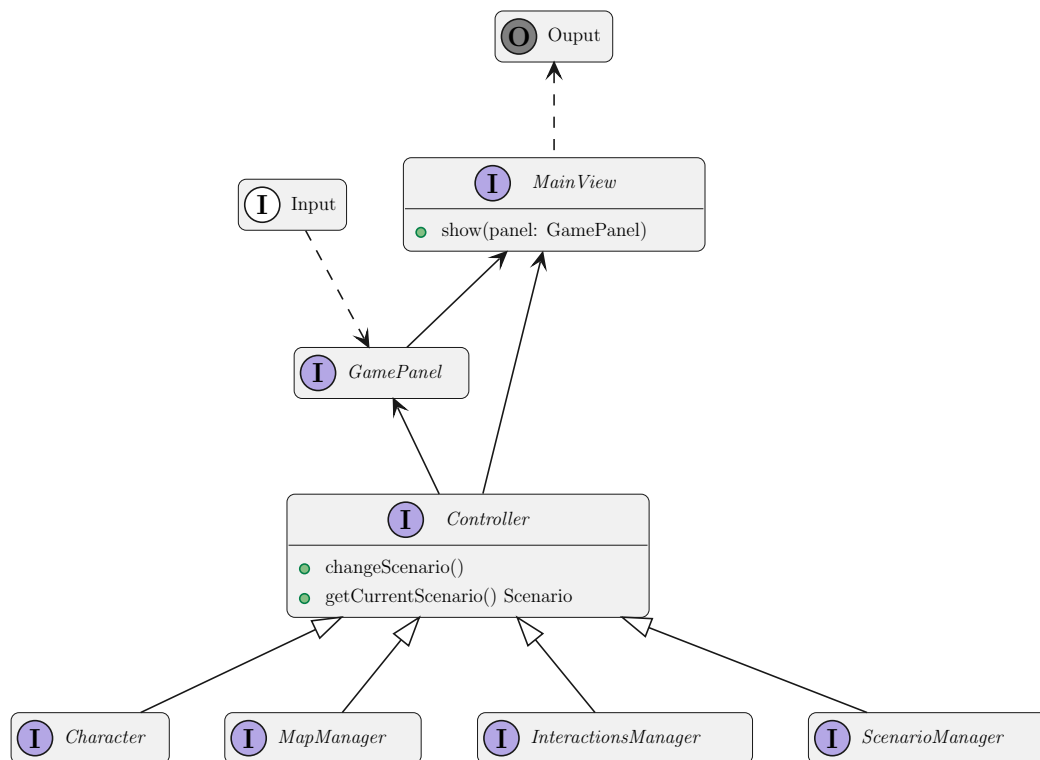 O Ouput
I MainView
show(panel: GamePanel)
I Input
I GamePanel
I Controller
changeScenario()
getCurrentScenario() Scenario
I Character
I MapManager
I InteractionsManager
I ScenarioManager